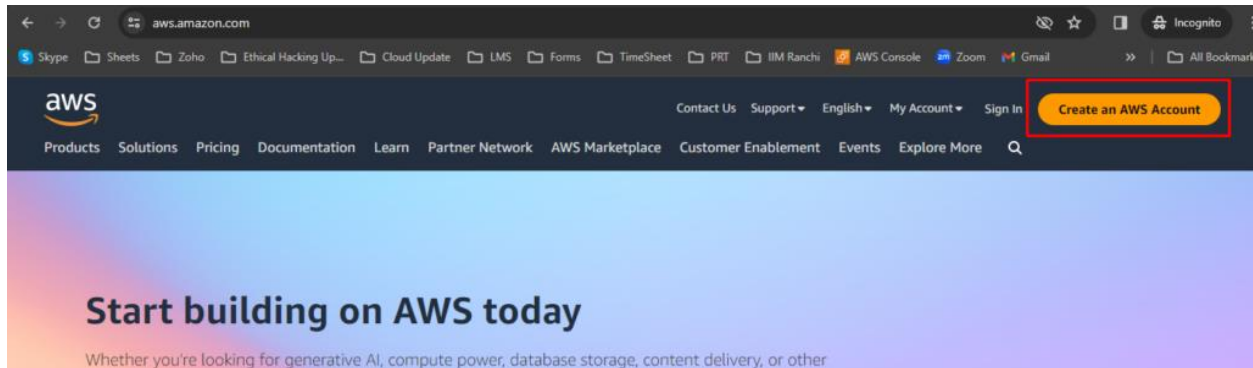 aws.amazon.com Incognito
Skype Sheets Zoho Ethical Hacking Up... Cloud Update LMS Forms TimeSheet PRT IIM Ranchi AWS Console zm Zoom Gmail » All Bookmark
aws
Contact Us Support English My Account Sign In Create an AWS Account
Products Solutions Pricing Documentation Learn Partner Network AWS Marketplace Customer Enablement Events Explore More
Start building on AWS today
Whether you're looking for generative AI, compute power, database storage, content delivery, or other